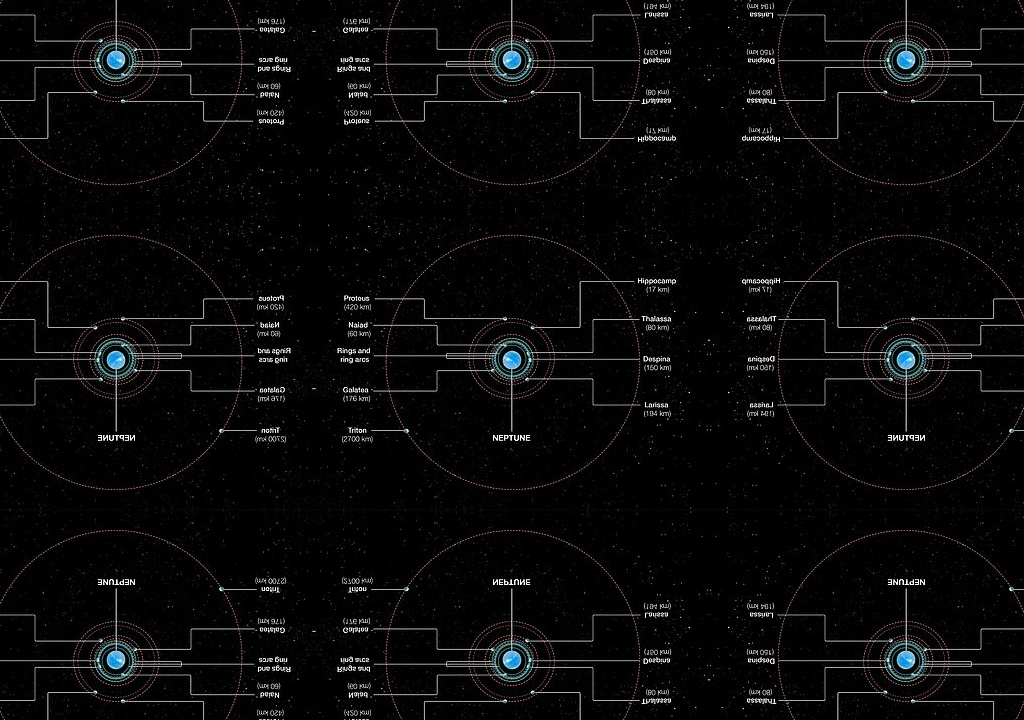 Hippocamp
(17 km)
Proteus
(420 km)
Thalassa
(80 km)
Naiad
(60 km)
Rings and
ring arcs
Despina
(150 km)
Galatea
(176 km)
Larissa
(194 km)
Triton
(2700 km)
NEPTUNE